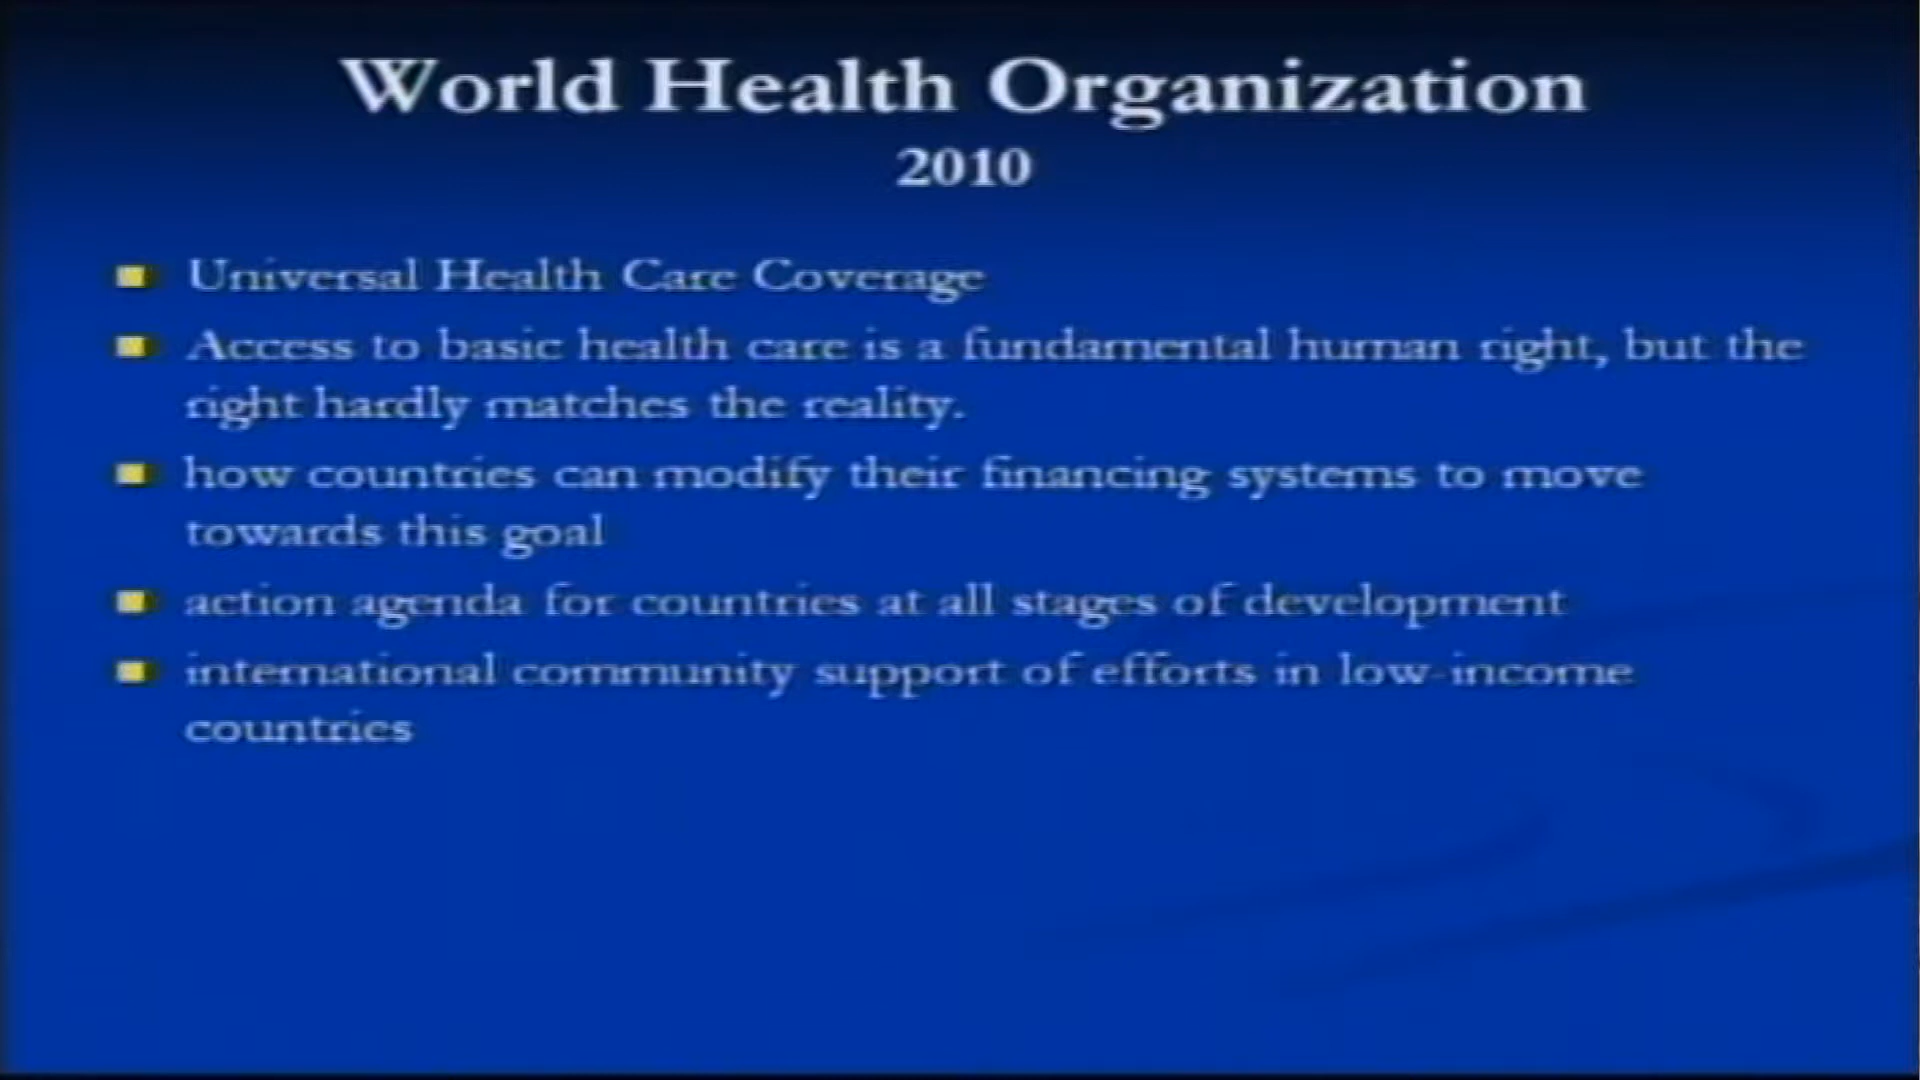 World Health Organization
2010
Universal Health Care Coverage
Access to basic health care is a fundamental human right, but the
right hardly matches the reality.
how countries can modify their financing systems to move
towards this goal
action agenda for countries at all stages of development
international community support of efforts in low-income
countries